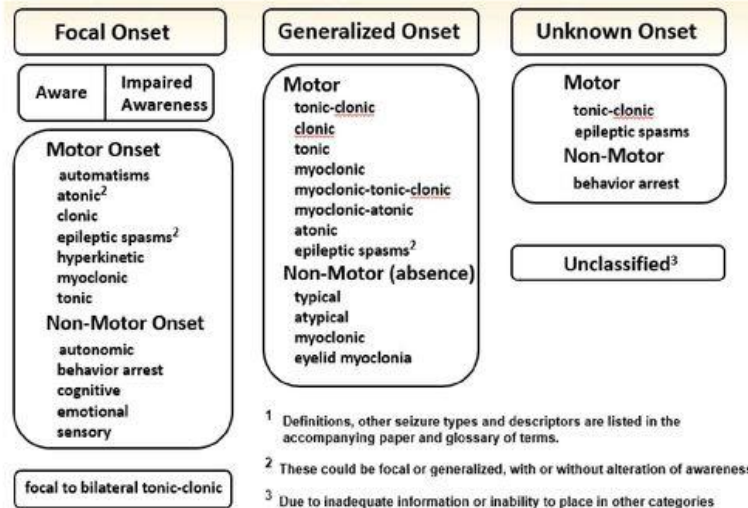 Focal Onset
Aware
Impaired
Awareness
Motor Onset
automatisms
atonic²
clonic
epileptic spasms²
hyperkinetic
myoclonic
tonic
Non-Motor Onset
autonomic
behavior arrest
cognitive
emotional
sensory
focal to bilateral tonic-clonic
Generalized Onset
Motor
tonic-clonic
clonic
tonic
myoclonic
myoclonic-tonic-clonic
myoclonic-atonic
atonic
epileptic spasms²
Non-Motor (absence)
typical
atypical
myoclonic
eyelid myoclonia
Unknown Onset
Motor
tonic-clonic
epileptic spasms
Non-Motor
behavior arrest
Unclassified³
¹ Definitions, other seizure types and descriptors are listed in the
accompanying paper and glossary of terms.
² These could be focal or generalized, with or without alteration of awareness
³ Due to inadequate information or inability to place in other categories